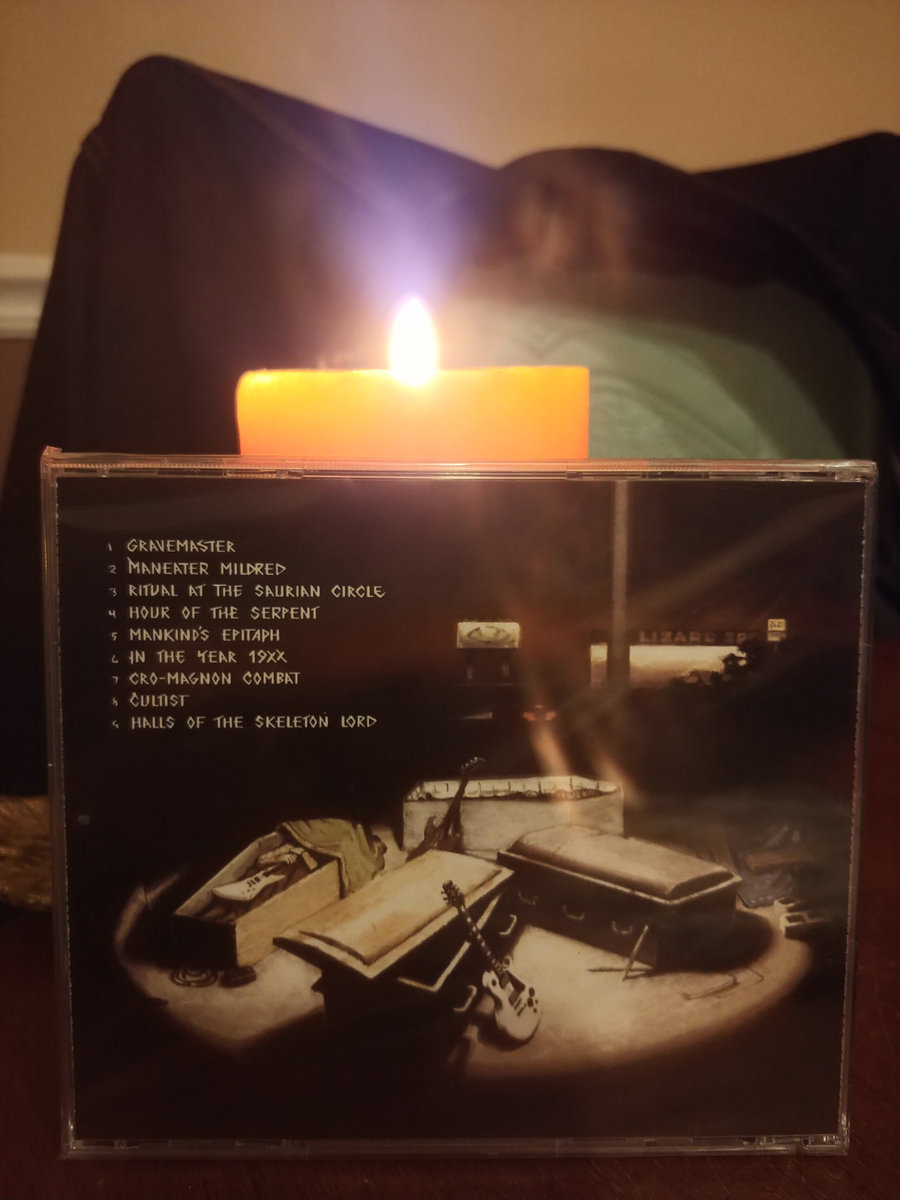 1 GRAVEMASTER
2 MANEATER MILDRED
3 RITUAL AT THE SAURIAN CIRCLE
4 HOUR OF THE SERPENT
5 MANKIND'S EPITAPH
6 IN THE YEAR 19XX
7 CRO-MAGNON COMBAT
8 CULTIST
9 HALLS OF THE SKELETON LORD
LIZARD